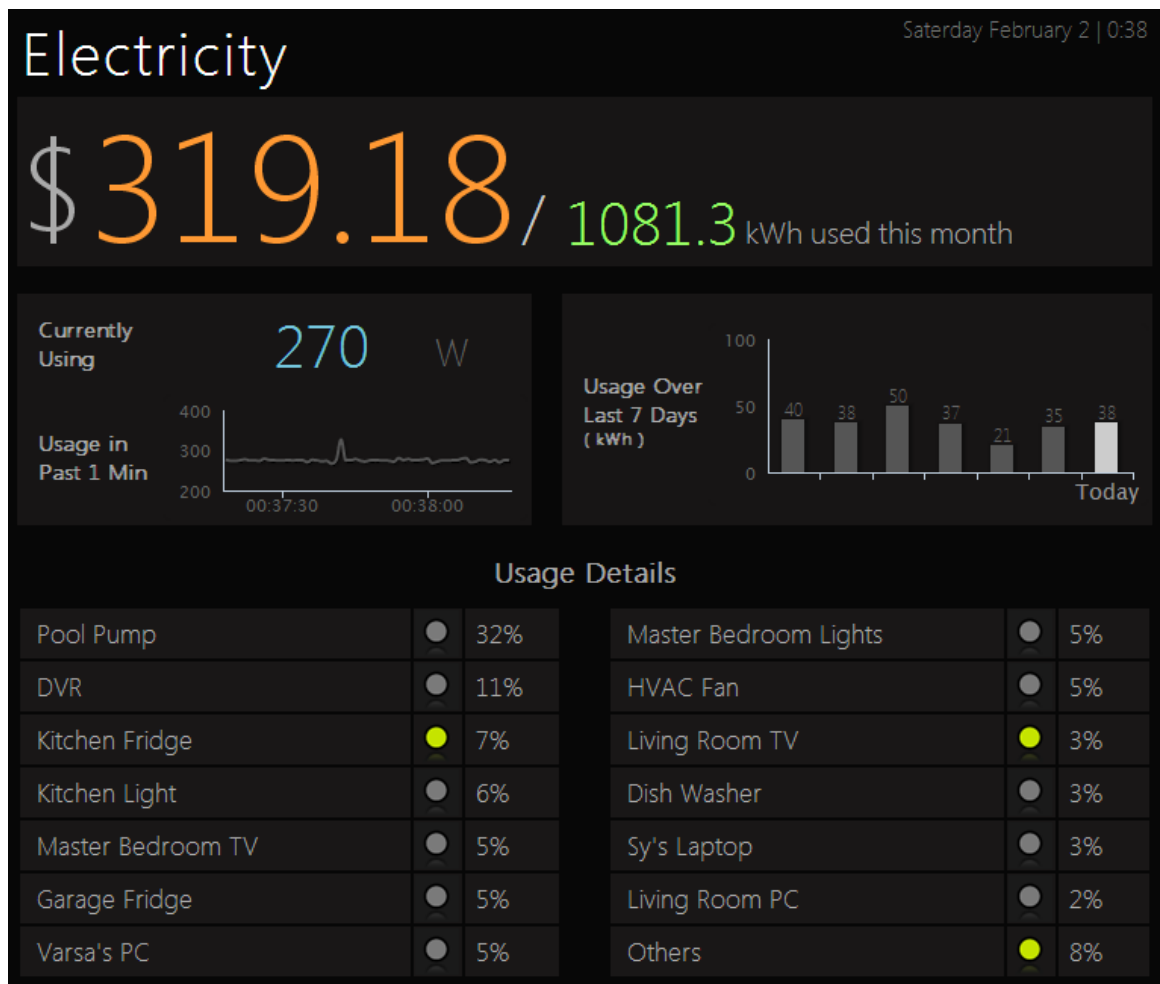 Electricity
Saterday February 2 | 0:38
$319.18/ 1081.3 kWh used this month
Currently
Using
270 W
Usage in
Past 1 Min
400
300
200
00:37:30 00:38:00
Usage Over
Last 7 Days
( kWh )
100
50
0
40 38 50 37 21 35 38
Today
Usage Details
Pool Pump 32%
DVR 11%
Kitchen Fridge 7%
Kitchen Light 6%
Master Bedroom TV 5%
Garage Fridge 5%
Varsa's PC 5%
Master Bedroom Lights 5%
HVAC Fan 5%
Living Room TV 3%
Dish Washer 3%
Sy's Laptop 3%
Living Room PC 2%
Others 8%